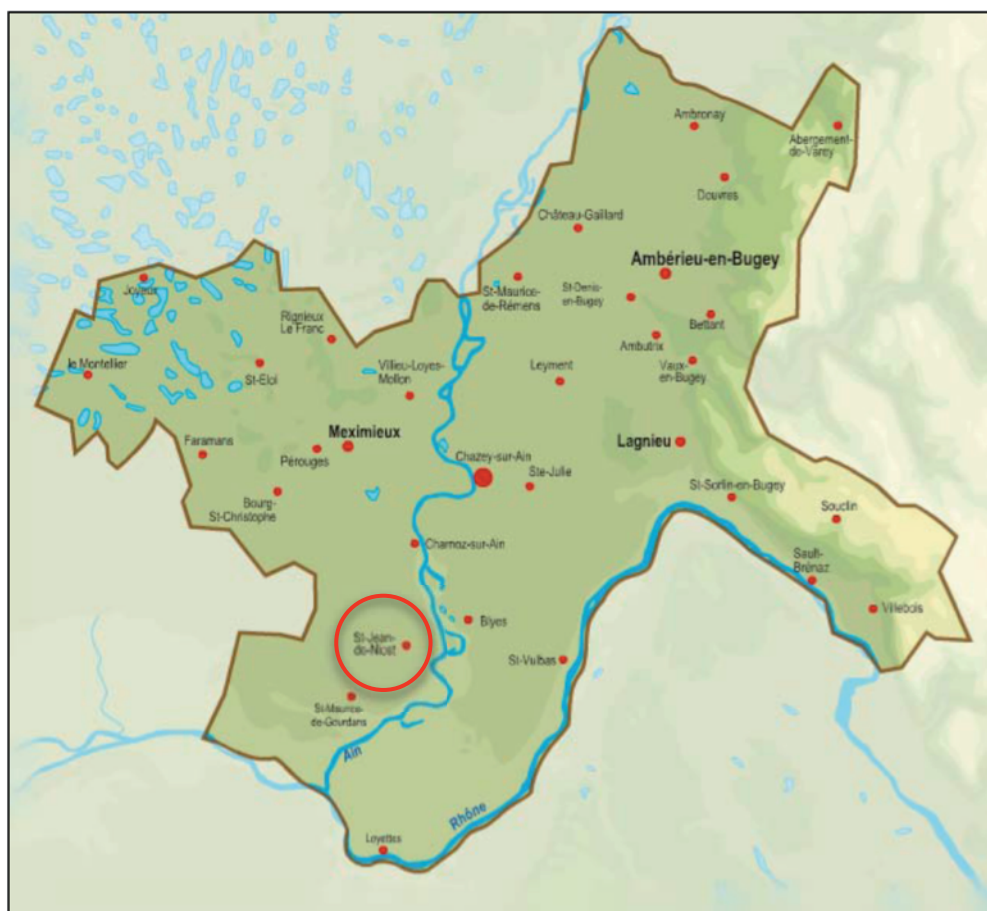 Ambronay
Abergement-
de-Varey
Douvres
Château-Gaillard
Ambérieu-en-Bugey
St-Maurice-
de-Rémens
St-Denis-
en-Bugey
Joyeux
Rignieux
Le Franc
Bettant
Ambutrix
le Montellier
St-Eloi
Villieu-Loyes-
Mollon
Leyment
Vaux-
en-Bugey
Meximieux
Lagnieu
Faramans
Pérouges
Chazey-sur-Ain
Ste-Julie
St-Sorlin-en-Bugey
Bourg-
St-Christophe
Souclin
Charnoz-sur-Ain
Sault-
Brénaz
Villebois
Blyes
St-Jean-
de-Niost
St-Vulbas
St-Maurice-
de-Gourdans
Ain
Rhône
Loyettes